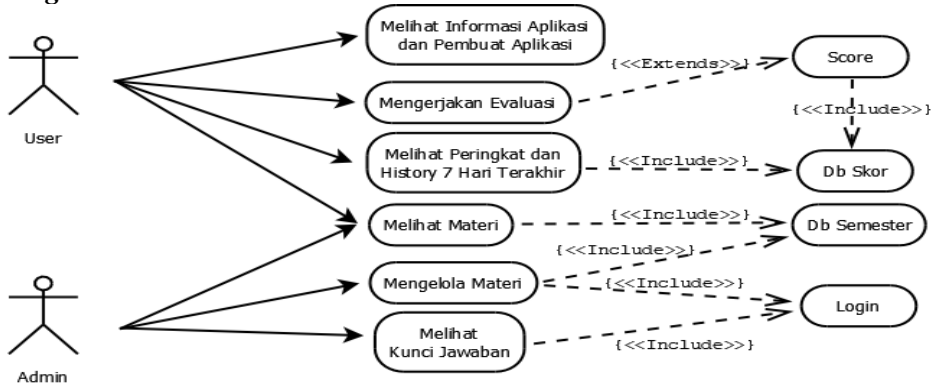 Melihat Informasi Aplikasi
dan Pembuat Aplikasi
{<<Extends>>}
Score
Mengerjakan Evaluasi
{<<Include>>}
User
Melihat Peringkat dan
History 7 Hari Terakhir
{<<Include>>}
Db Skor
Melihat Materi
{<<Include>>}
Db Semester
{<<Include>>}
Mengelola Materi
{<<Include>>}
Login
Melihat
Kunci Jawaban
{<<Include>>}
Admin